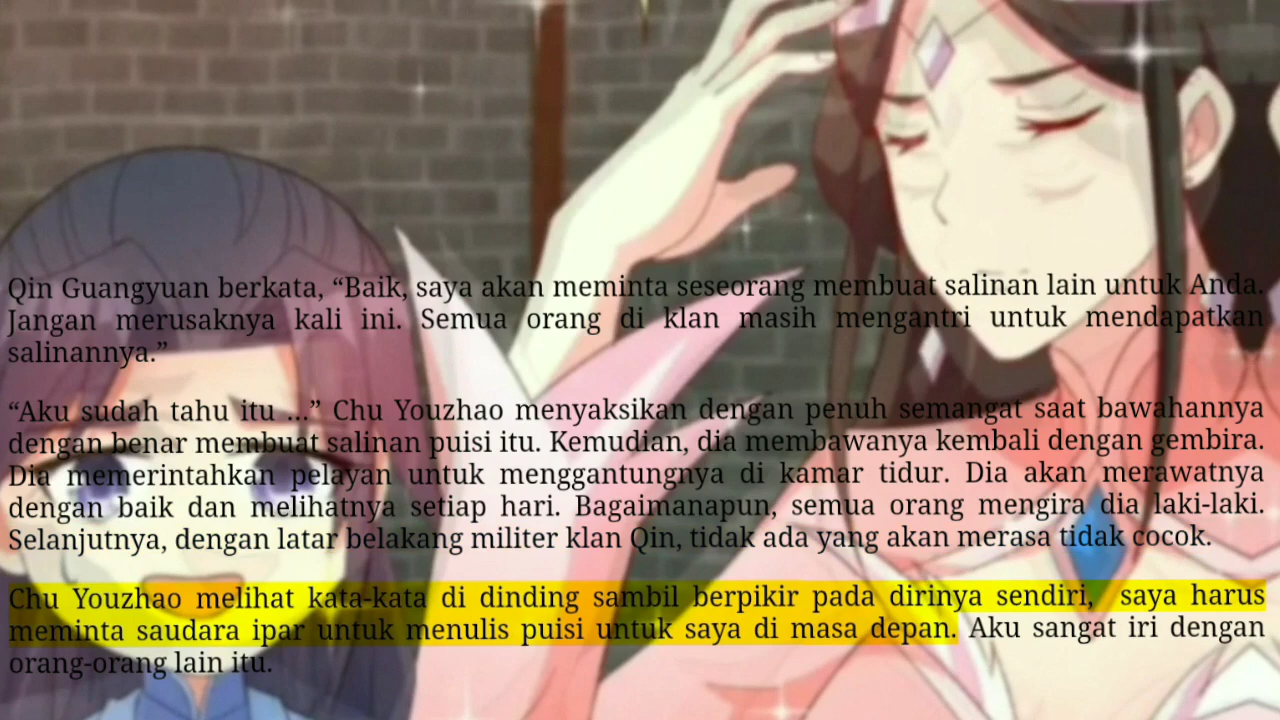 Qin Guangyuan berkata, “Baik, saya akan meminta seseorang membuat salinan lain untuk Anda.
Jangan merusaknya kali ini. Semua orang di klan masih mengantri untuk mendapatkan
salinannya.”
“Aku sudah tahu itu ...” Chu Youzhao menyaksikan dengan penuh semangat saat bawahannya
dengan benar membuat salinan puisi itu. Kemudian, dia membawanya kembali dengan gembira.
Dia memerintahkan pelayan untuk menggantungnya di kamar tidur. Dia akan merawatnya
dengan baik dan melihatnya setiap hari. Bagaimanapun, semua orang mengira dia laki-laki.
Selanjutnya, dengan latar belakang militer klan Qin, tidak ada yang akan merasa tidak cocok.
Chu Youzhao melihat kata-kata di dinding sambil berpikir pada dirinya sendiri, saya harus
meminta saudara ipar untuk menulis puisi untuk saya di masa depan. Aku sangat iri dengan
orang-orang lain itu.